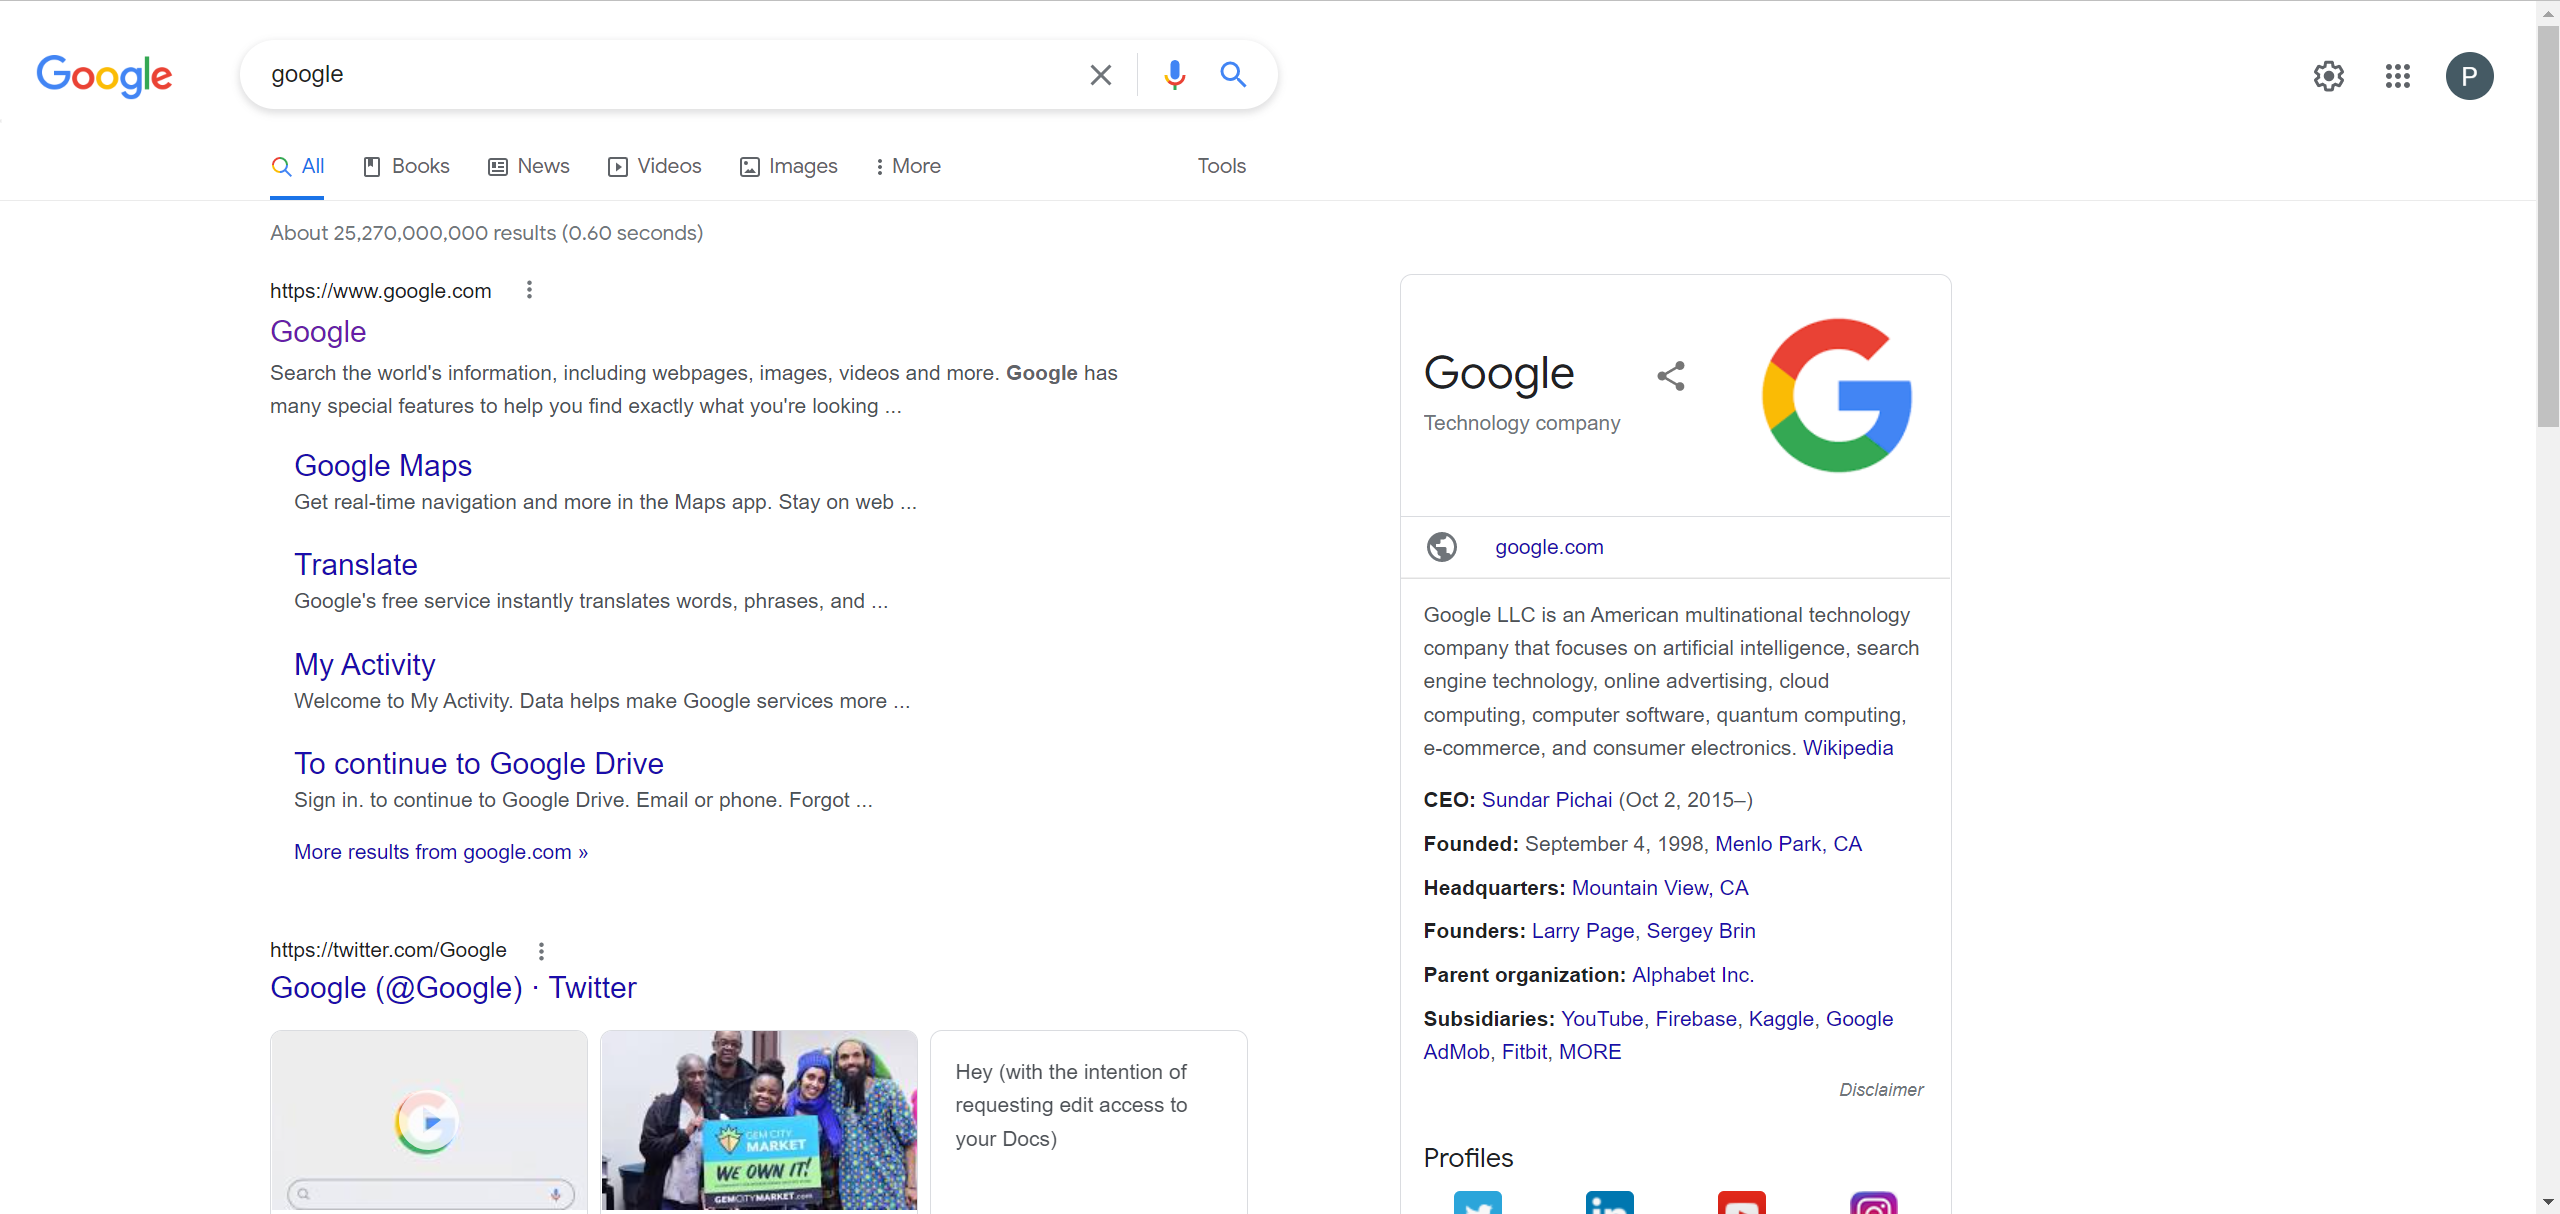 Google
google
All
Books
News
Videos
Images
More
Tools
About 25,270,000,000 results (0.60 seconds)
https://www.google.com
Google
Search the world's information, including webpages, images, videos and more. Google has
many special features to help you find exactly what you're looking ...
Google Maps
Get real-time navigation and more in the Maps app. Stay on web ...
Translate
Google's free service instantly translates words, phrases, and ...
My Activity
Welcome to My Activity. Data helps make Google services more ...
To continue to Google Drive
Sign in. to continue to Google Drive. Email or phone. Forgot ...
More results from google.com »
https://twitter.com/Google
Google (@Google) · Twitter
GEM CITY
MARKET
WE OWN IT!
GEMCITYMARKET.com
Hey (with the intention of
requesting edit access to
your Docs)
P
Google
Technology company
G
google.com
Google LLC is an American multinational technology
company that focuses on artificial intelligence, search
engine technology, online advertising, cloud
computing, computer software, quantum computing,
e-commerce, and consumer electronics. Wikipedia
CEO: Sundar Pichai (Oct 2, 2015–)
Founded: September 4, 1998, Menlo Park, CA
Headquarters: Mountain View, CA
Founders: Larry Page, Sergey Brin
Parent organization: Alphabet Inc.
Subsidiaries: YouTube, Firebase, Kaggle, Google
AdMob, Fitbit, MORE
Disclaimer
Profiles
in